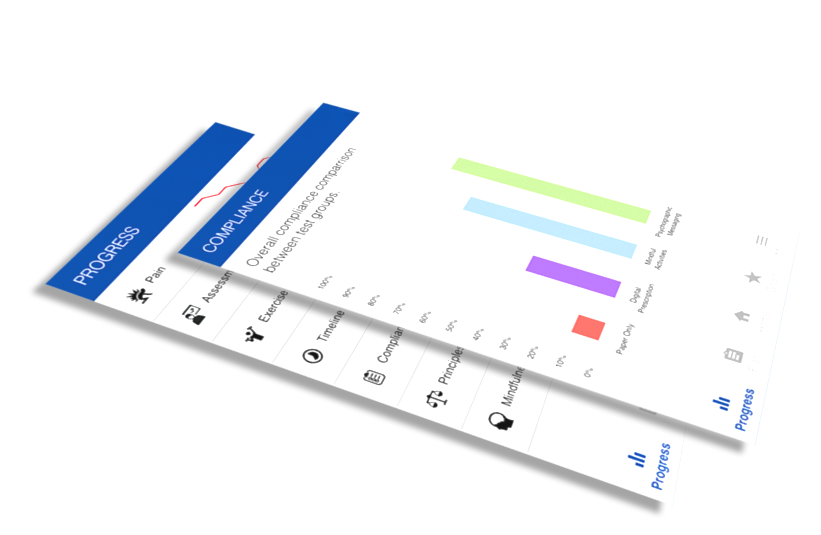 PROGRESS
Pain
Assessm
Exercise
Timeline
Complian
Principles
Mindfulne
Progress
COMPLIANCE
Overall compliance comparrison
between test groups.
100%
90%
80%
70%
60%
50%
40%
30%
20%
10%
0%
Paper Only
Digital
Prescription
Mindful
Activities
Psychographic
Messaging
Progress